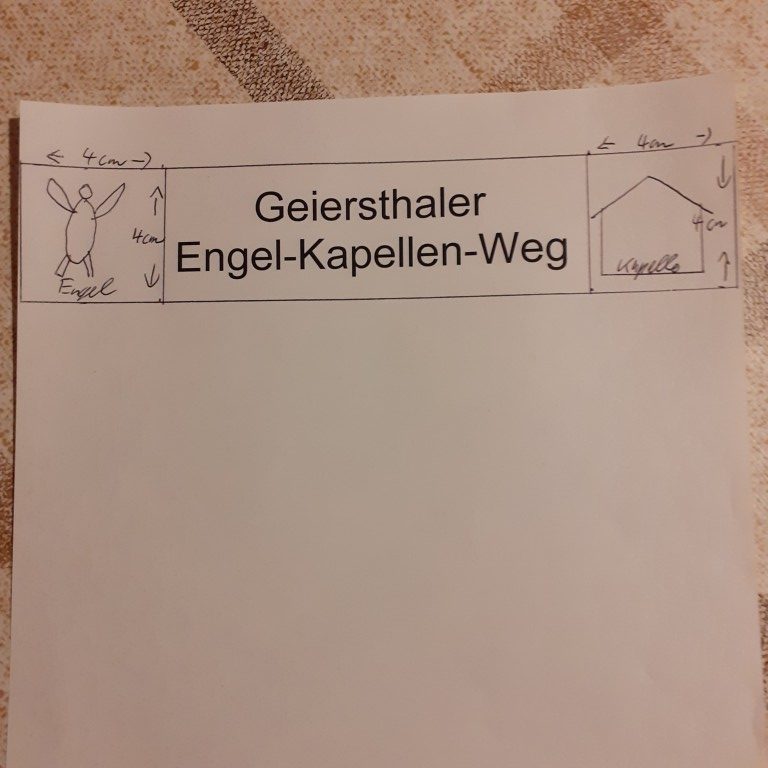 ← 4cm →
← 4cm →
Geiersthaler
Engel-Kapellen-Weg
4cm
4cm
Engel
Kapelle